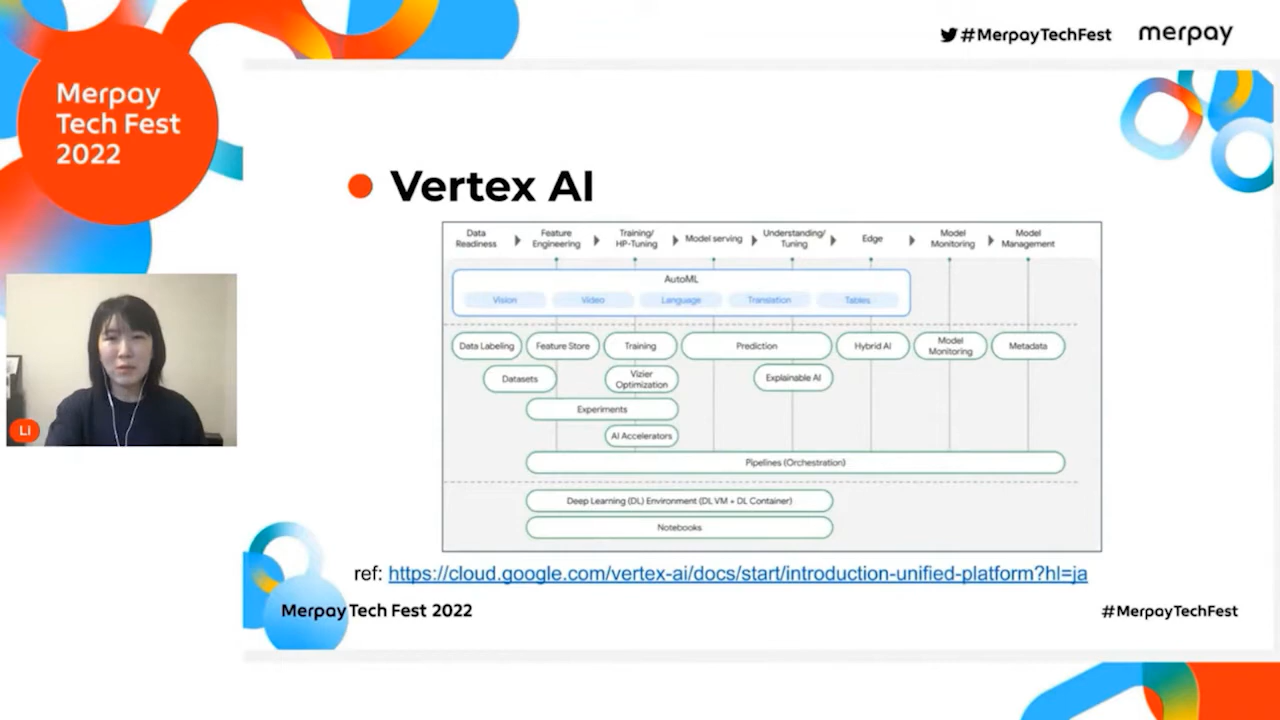 #MerpayTechFest
merpay
Merpay
Tech Fest
2022
Vertex AI
Data
Readiness
Feature
Engineering
Training/
HP-Tuning
Model serving
Understanding/
Tuning
Edge
Model
Monitoring
Model
Management
AutoML
Vision
Video
Language
Translation
Tables
Data Labeling
Feature Store
Training
Prediction
Hybrid AI
Model
Monitoring
Metadata
Datasets
Vizier
Optimization
Explainable AI
Experiments
AI Accelerators
Pipelines (Orchestration)
Deep Learning (DL) Environment (DL VM + DL Container)
Notebooks
LI
ref: https://cloud.google.com/vertex-ai/docs/start/introduction-unified-platform?hl=ja
Merpay Tech Fest 2022
#MerpayTechFest